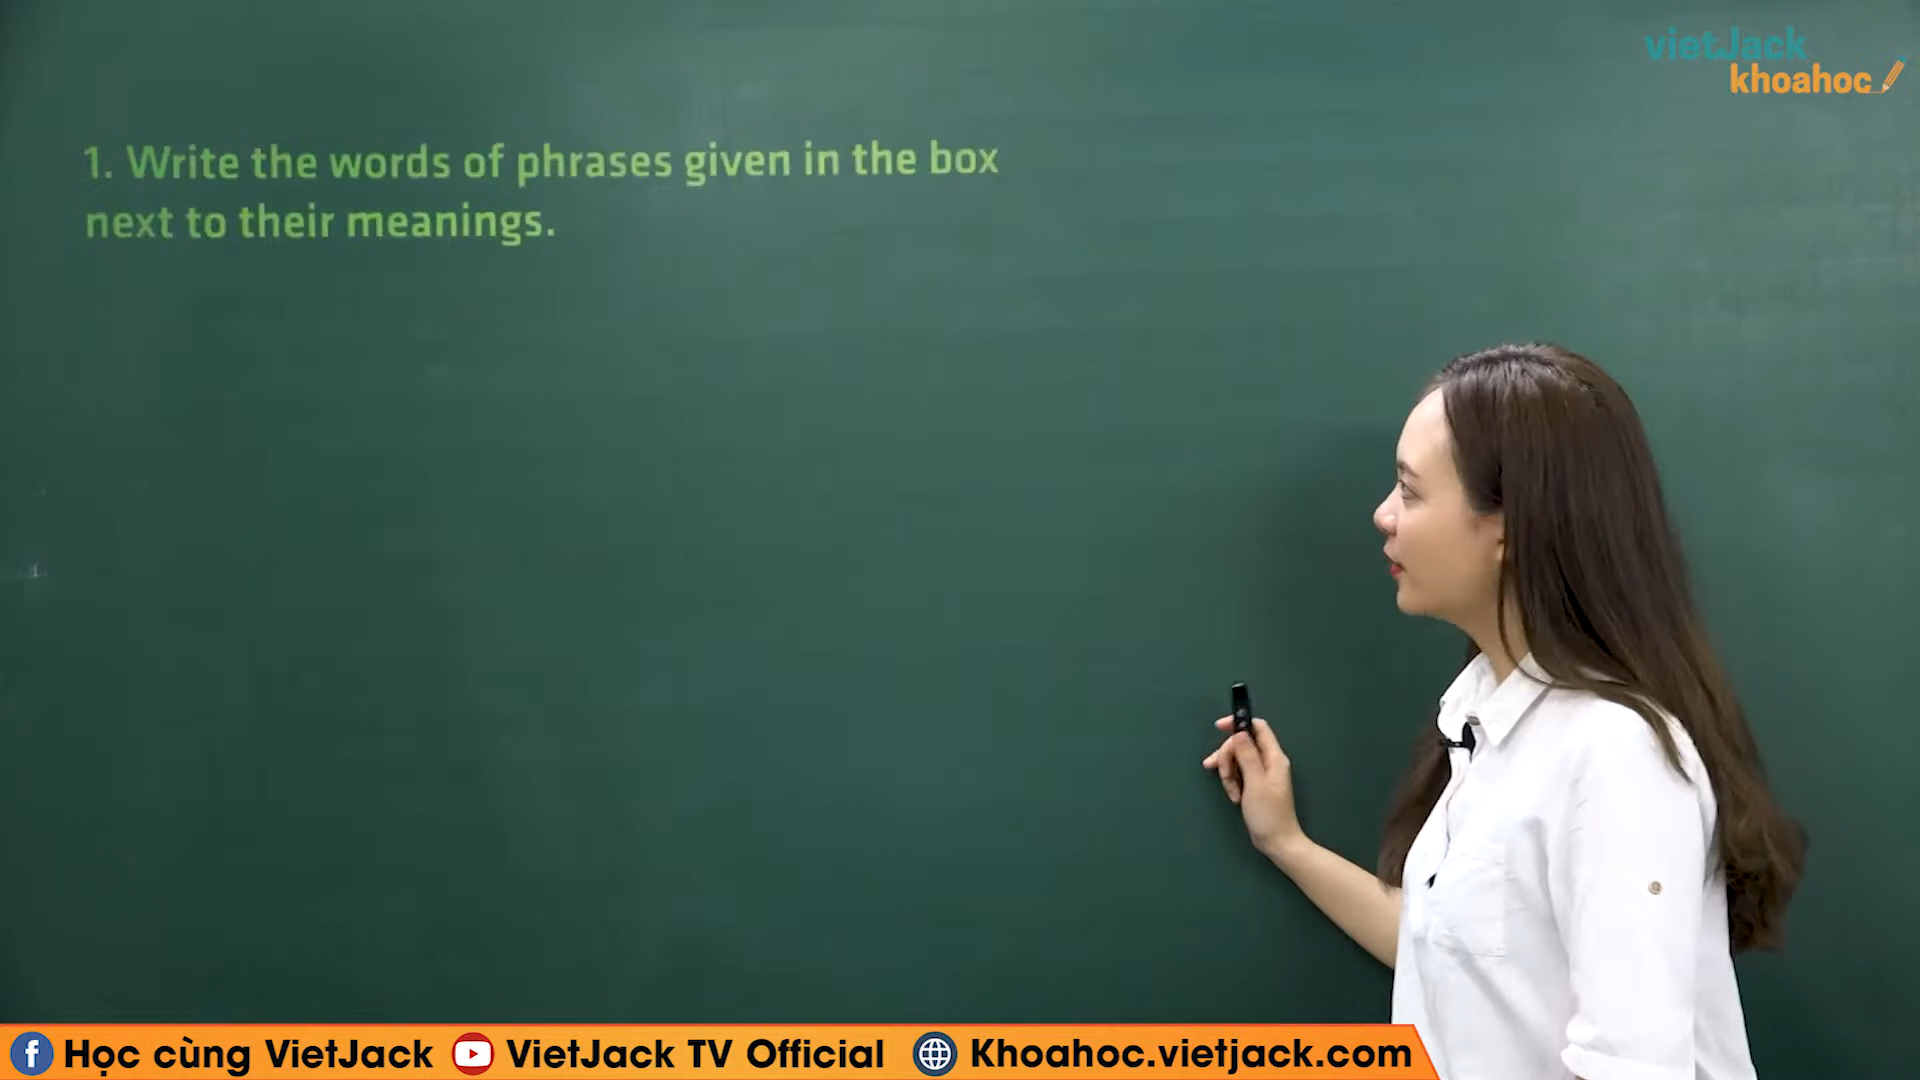 vietJack
khoahoc
1. Write the words of phrases given in the box
next to their meanings.
Học cùng VietJack
VietJack TV Official
Khoahoc.vietjack.com